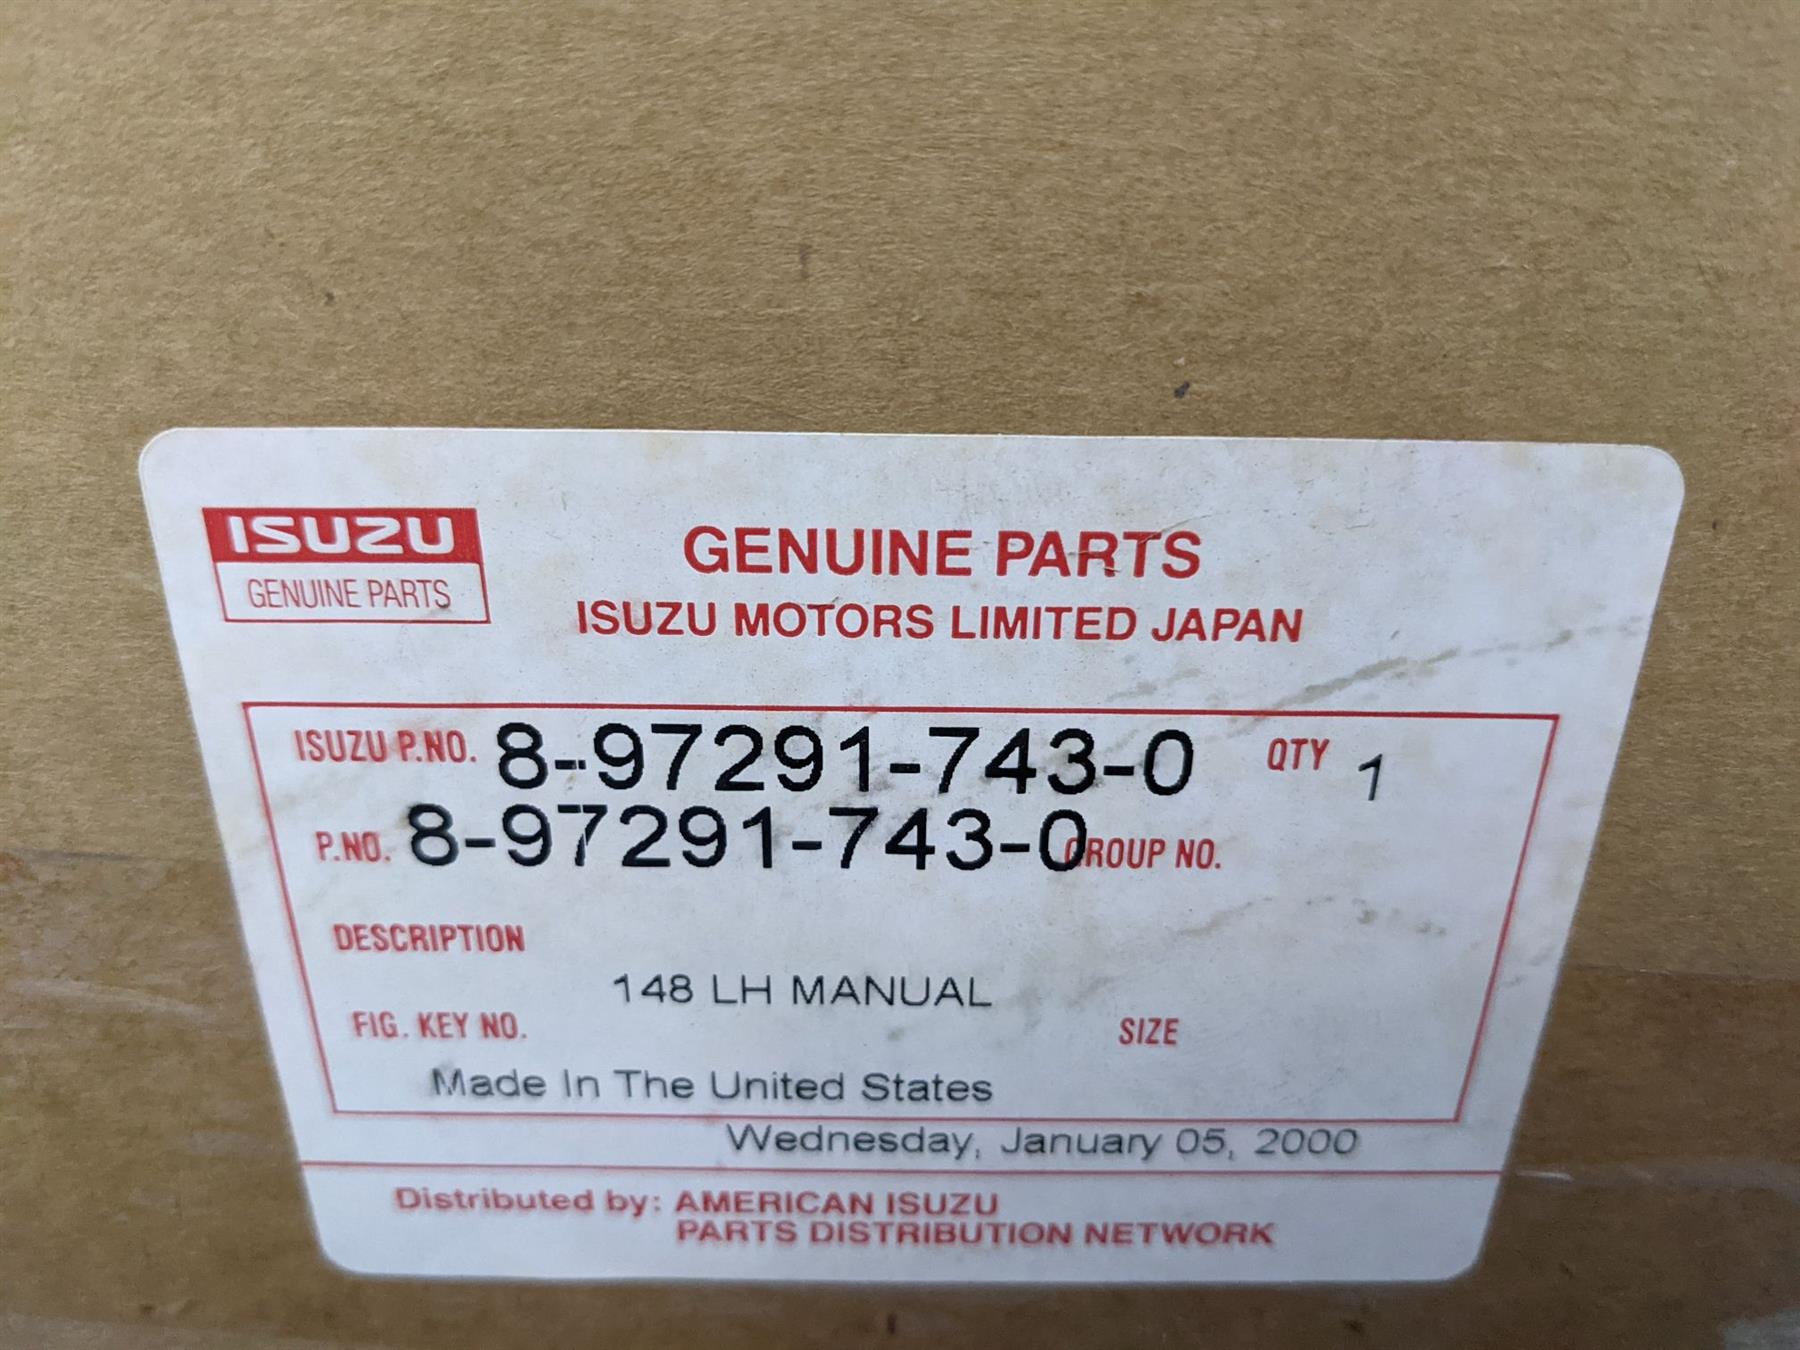 ISUZU
GENUINE PARTS
GENUINE PARTS
ISUZU MOTORS LIMITED JAPAN
ISUZU P.NO. 8-97291-743-0 QTY 1
P.NO. 8-97291-743-0 GROUP NO.
DESCRIPTION
148 LH MANUAL
FIG. KEY NO. SIZE
Made In The United States
Wednesday, January 05, 2000
Distributed by: AMERICAN ISUZU
PARTS DISTRIBUTION NETWORK